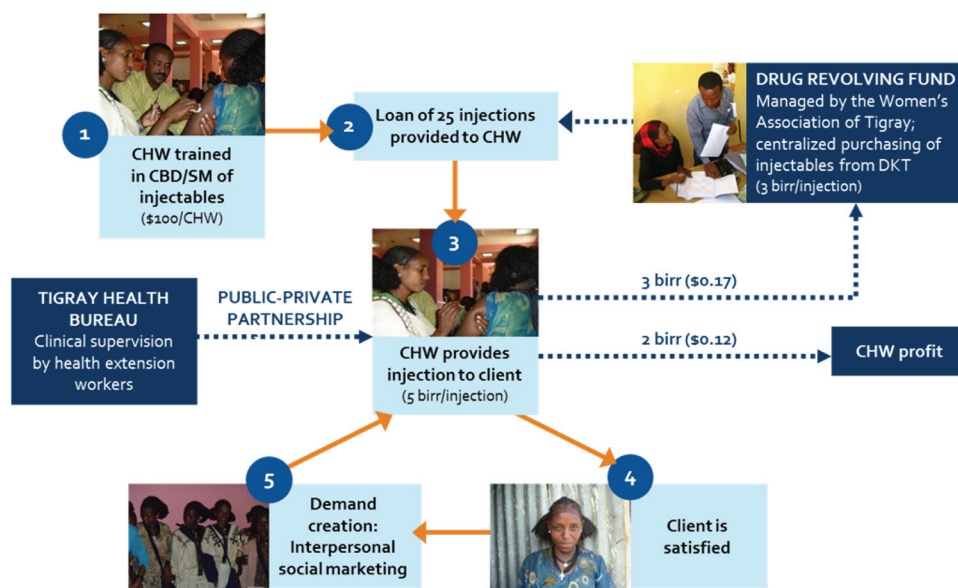 1
CHW trained
in CBD/SM of
injectables
($100/CHW)
2
Loan of 25 injections
provided to CHW
DRUG REVOLVING FUND
Managed by the Women’s
Association of Tigray;
centralized purchasing of
injectables from DKT
(3 birr/injection)
3
CHW provides
injection to client
(5 birr/injection)
TIGRAY HEALTH
BUREAU
Clinical supervision
by health extension
workers
PUBLIC-PRIVATE
PARTNERSHIP
3 birr ($0.17)
2 birr ($0.12)
CHW profit
4
Client is
satisfied
5
Demand
creation:
Interpersonal
social marketing